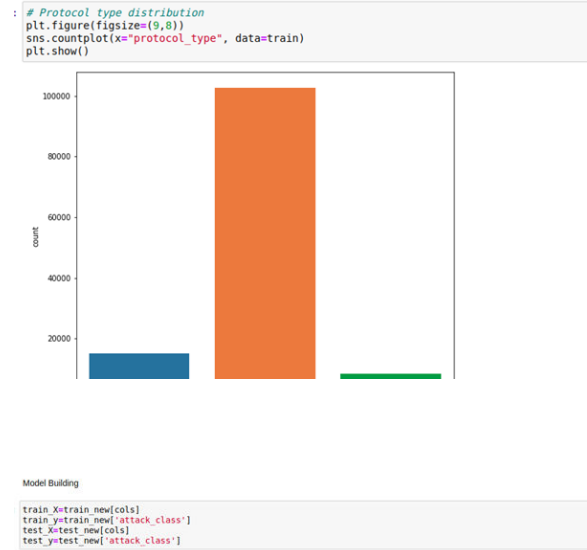 : # Protocol type distribution
plt.figure(figsize=(9,8))
sns.countplot(x="protocol_type", data=train)
plt.show()
100000
80000
60000
40000
20000
count
Model Building
train_X=train_new[cols]
train_y=train_new['attack_class']
test_X=test_new[cols]
test_y=test_new['attack_class']